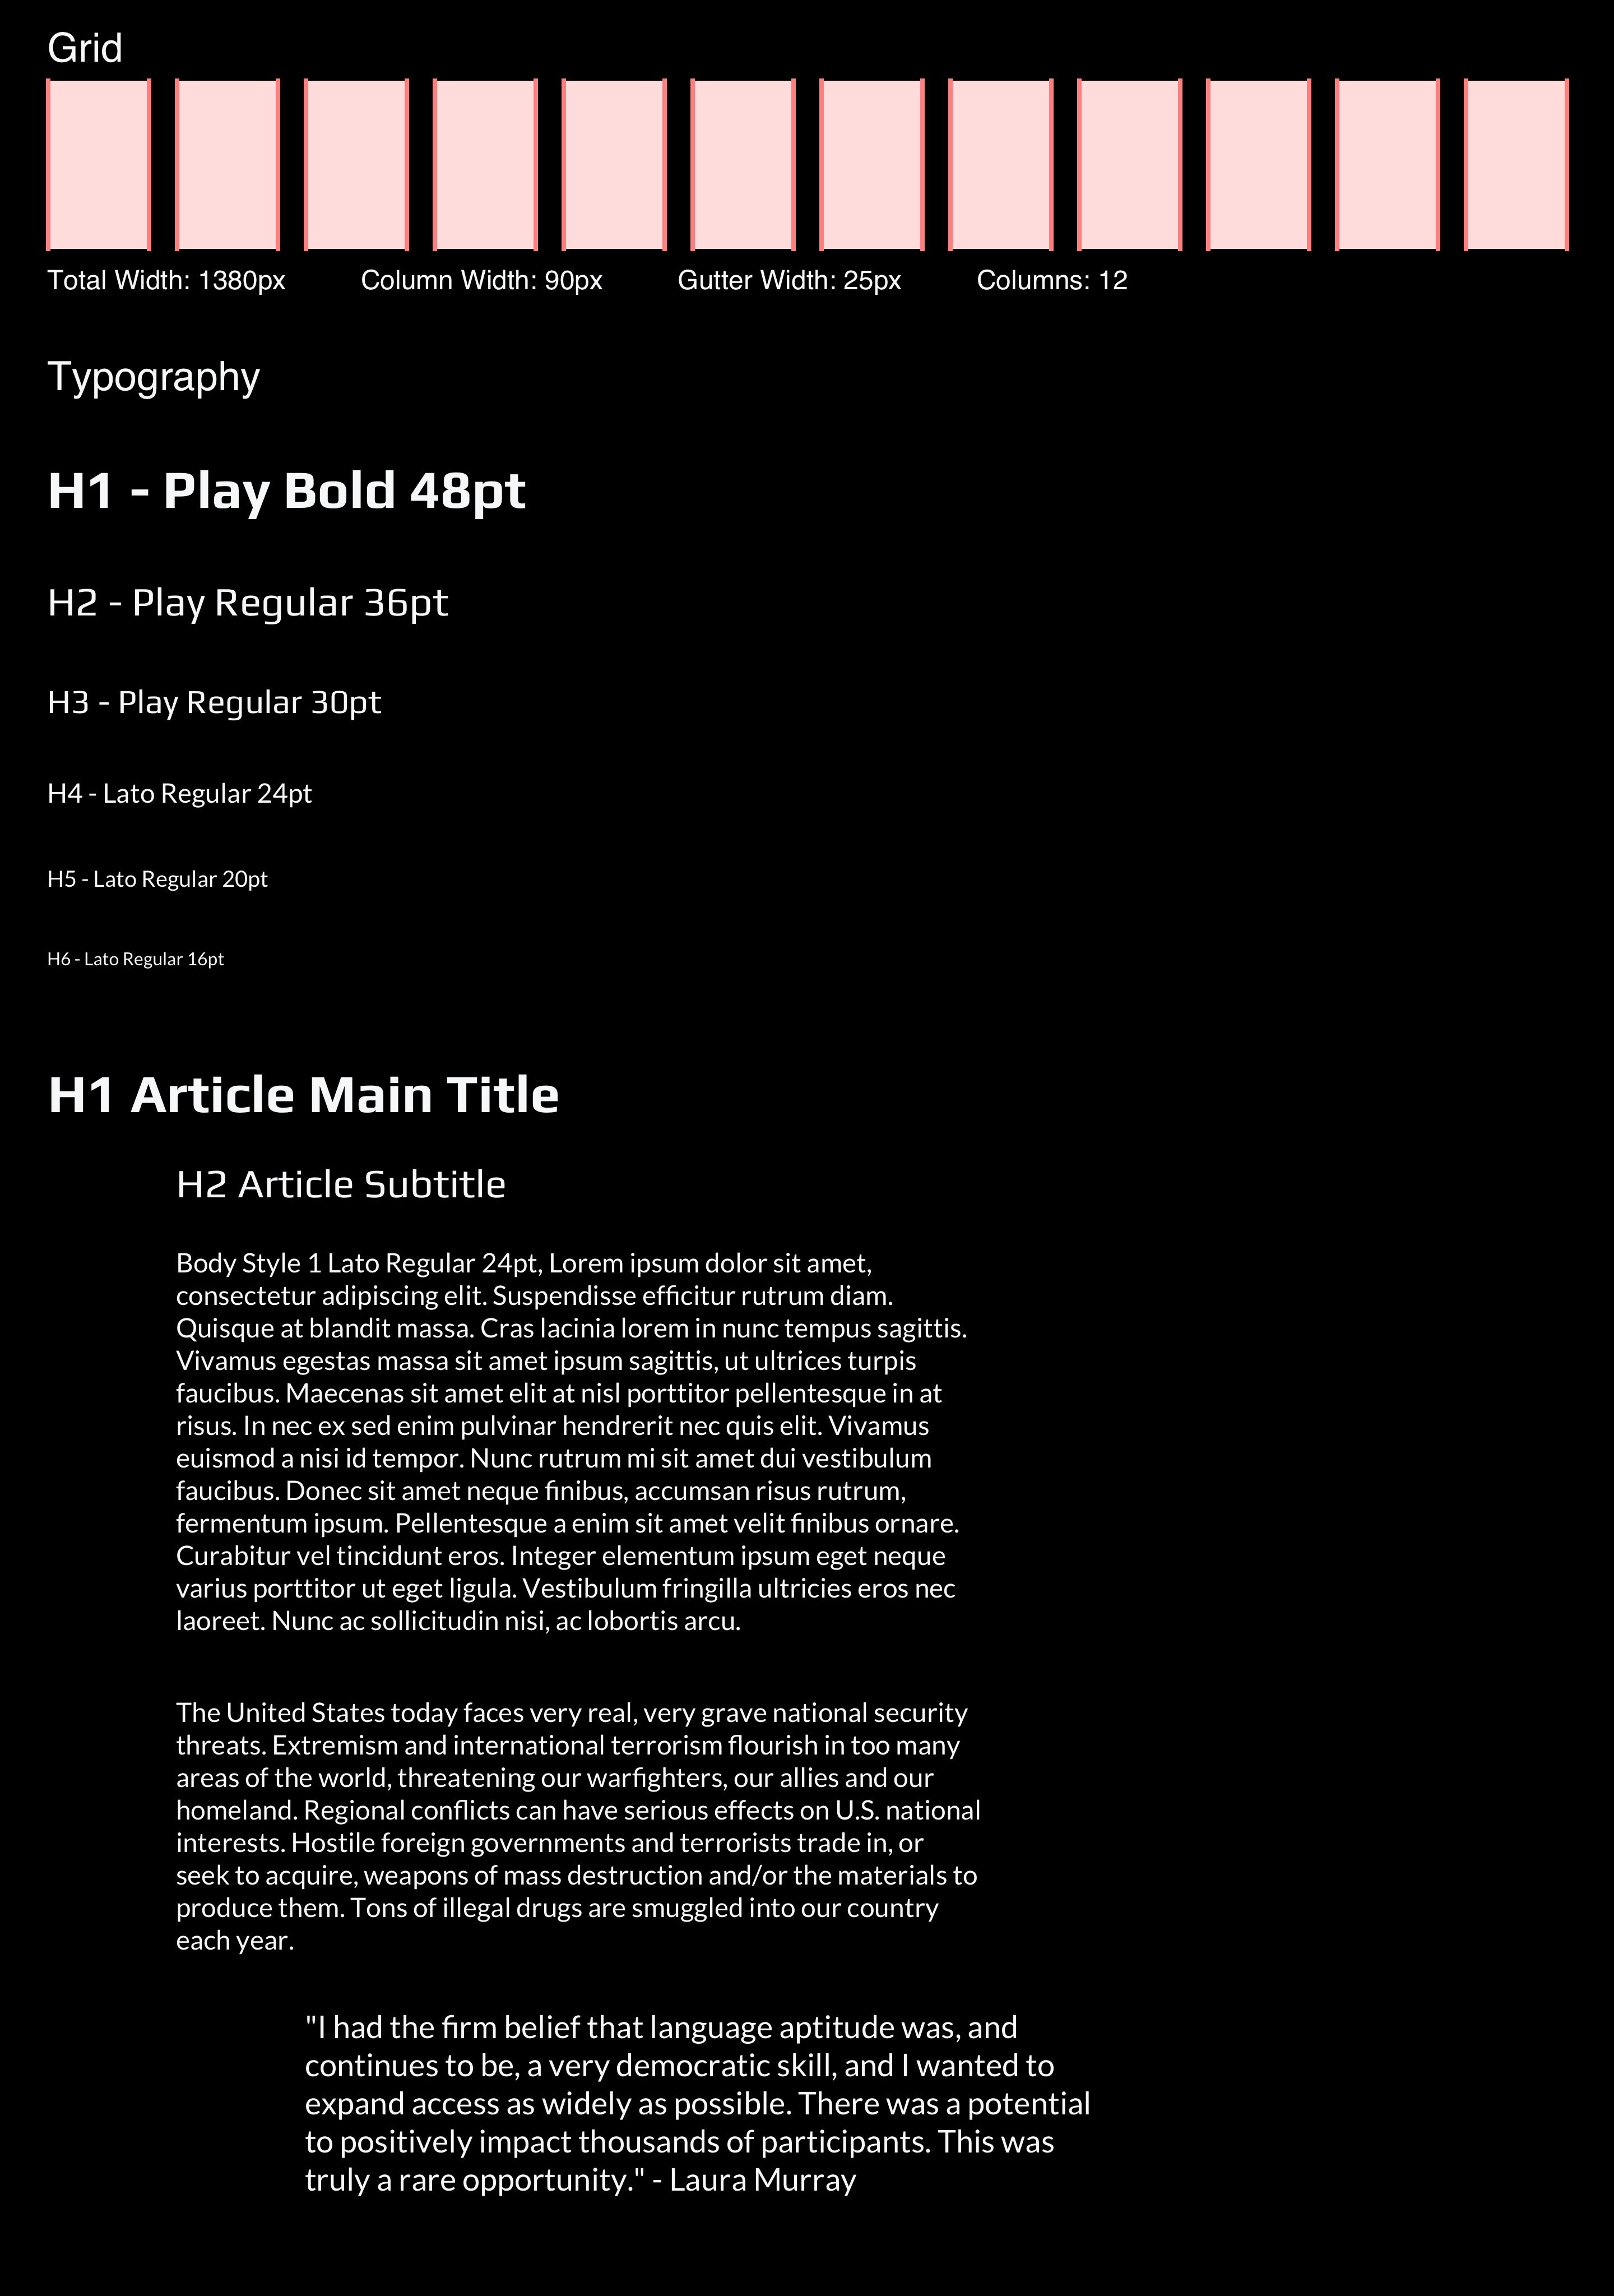 Grid
Total Width: 1380px Column Width: 90px Gutter Width: 25px Columns: 12
Typography
H1 - Play Bold 48pt
H2 - Play Regular 36pt
H3 - Play Regular 30pt
H4 - Lato Regular 24pt
H5 - Lato Regular 20pt
H6 - Lato Regular 16pt
H1 Article Main Title
H2 Article Subtitle
Body Style 1 Lato Regular 24pt, Lorem ipsum dolor sit amet,
consectetur adipiscing elit. Suspendisse efficitur rutrum diam.
Quisque at blandit massa. Cras lacinia lorem in nunc tempus sagittis.
Vivamus egestas massa sit amet ipsum sagittis, ut ultrices turpis
faucibus. Maecenas sit amet elit at nisl porttitor pellentesque in at
risus. In nec ex sed enim pulvinar hendrerit nec quis elit. Vivamus
euismod a nisi id tempor. Nunc rutrum mi sit amet dui vestibulum
faucibus. Donec sit amet neque finibus, accumsan risus rutrum,
fermentum ipsum. Pellentesque a enim sit amet velit finibus ornare.
Curabitur vel tincidunt eros. Integer elementum ipsum eget neque
varius porttitor ut eget ligula. Vestibulum fringilla ultricies eros nec
laoreet. Nunc ac sollicitudin nisi, ac lobortis arcu.
The United States today faces very real, very grave national security
threats. Extremism and international terrorism flourish in too many
areas of the world, threatening our warfighters, our allies and our
homeland. Regional conflicts can have serious effects on U.S. national
interests. Hostile foreign governments and terrorists trade in, or
seek to acquire, weapons of mass destruction and/or the materials to
produce them. Tons of illegal drugs are smuggled into our country
each year.
"I had the firm belief that language aptitude was, and
continues to be, a very democratic skill, and I wanted to
expand access as widely as possible. There was a potential
to positively impact thousands of participants. This was
truly a rare opportunity." - Laura Murray